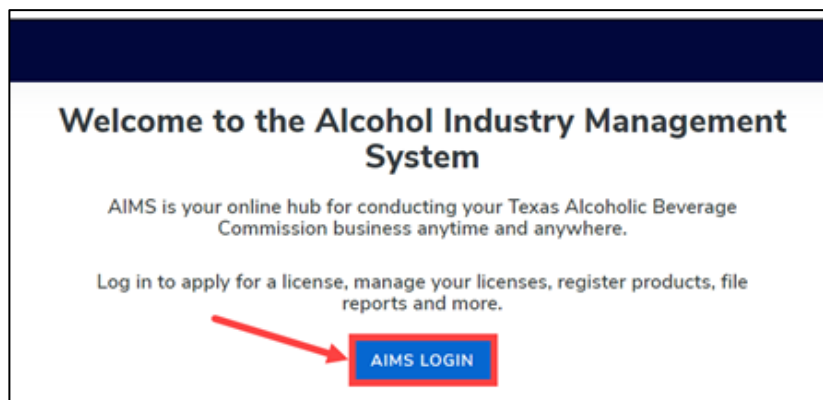 Welcome to the Alcohol Industry Management
System
AIMS is your online hub for conducting your Texas Alcoholic Beverage
Commission business anytime and anywhere.
Log in to apply for a license, manage your licenses, register products, file
reports and more.
AIMS LOGIN